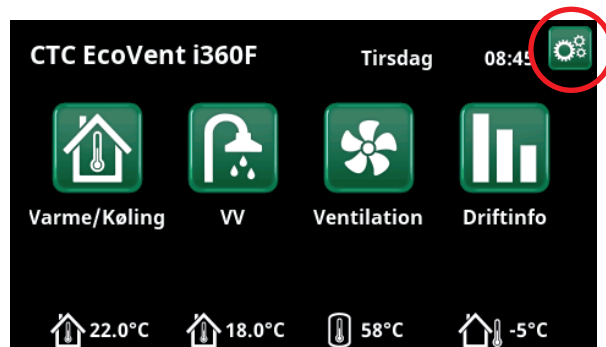 CTC EcoVent i360F Tirsdag 08:45
Varme/Køling VV Ventilation Driftinfo
22.0°C 18.0°C 58°C -5°C